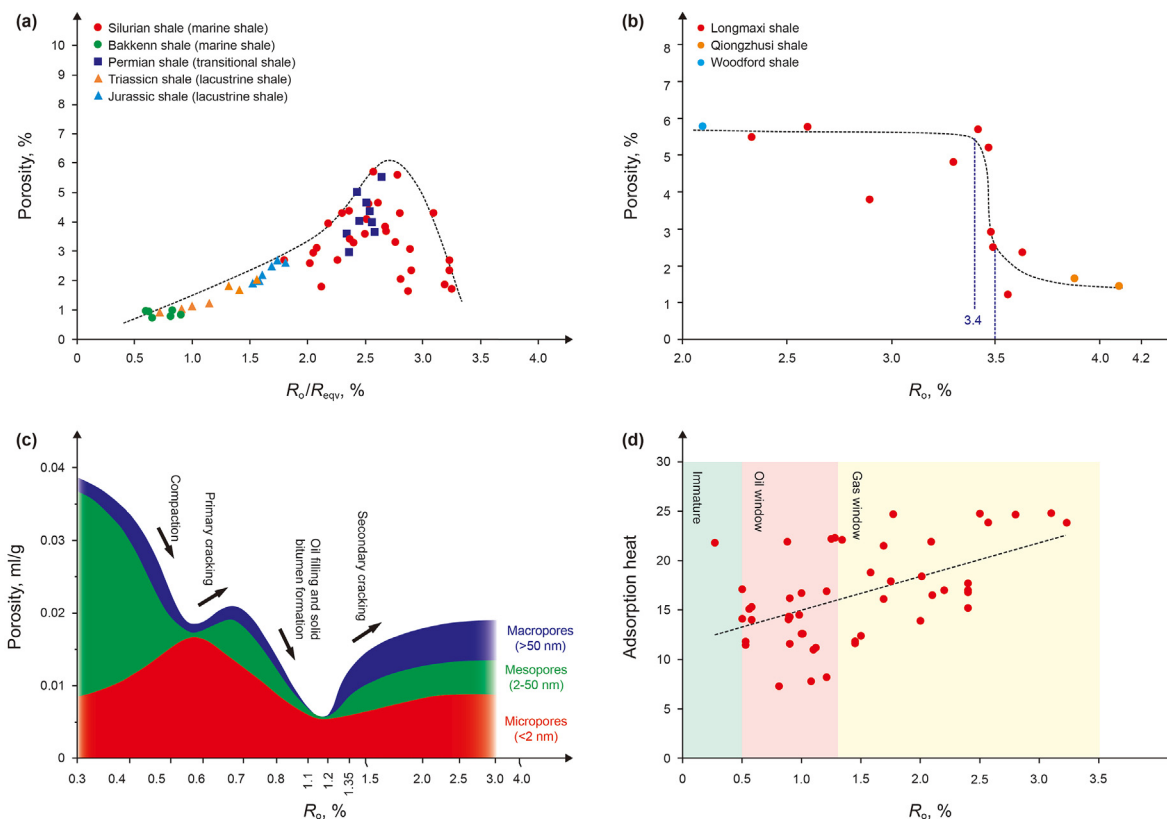 (a)
Silurian shale (marine shale)
Bakkenn shale (marine shale)
Permian shale (transitional shale)
Triassicn shale (lacustrine shale)
Jurassic shale (lacustrine shale)
10
9
8
7
6
5
4
3
2
1
0
Porosity, %
0 0.5 1.0 1.5 2.0 2.5 3.0 3.5 4.0
Ro/Reqv, %
(b)
Longmaxi shale
Qiongzhusi shale
Woodford shale
8
7
6
5
4
3
2
1
0
Porosity, %
3.4
2.0 3.0 3.5 4.0 4.2
Ro, %
(c)
0.04
0.03
0.02
0.01
0
Porosity, ml/g
Compaction
Primary cracking
Oil filling and solid
bitumen formation
Secondary cracking
Macropores
(>50 nm)
Mesopores
(2-50 nm)
Micropores
(<2 nm)
0.3 0.4 0.5 0.6 0.7 0.8 1.1 1.2 1.35 1.5 2.0 2.5 3.0 4.0
Ro, %
(d)
30
25
20
15
10
5
0
Adsorption heat
Immature
Oil window
Gas window
0 0.5 1.0 1.5 2.0 2.5 3.0 3.5
Ro, %